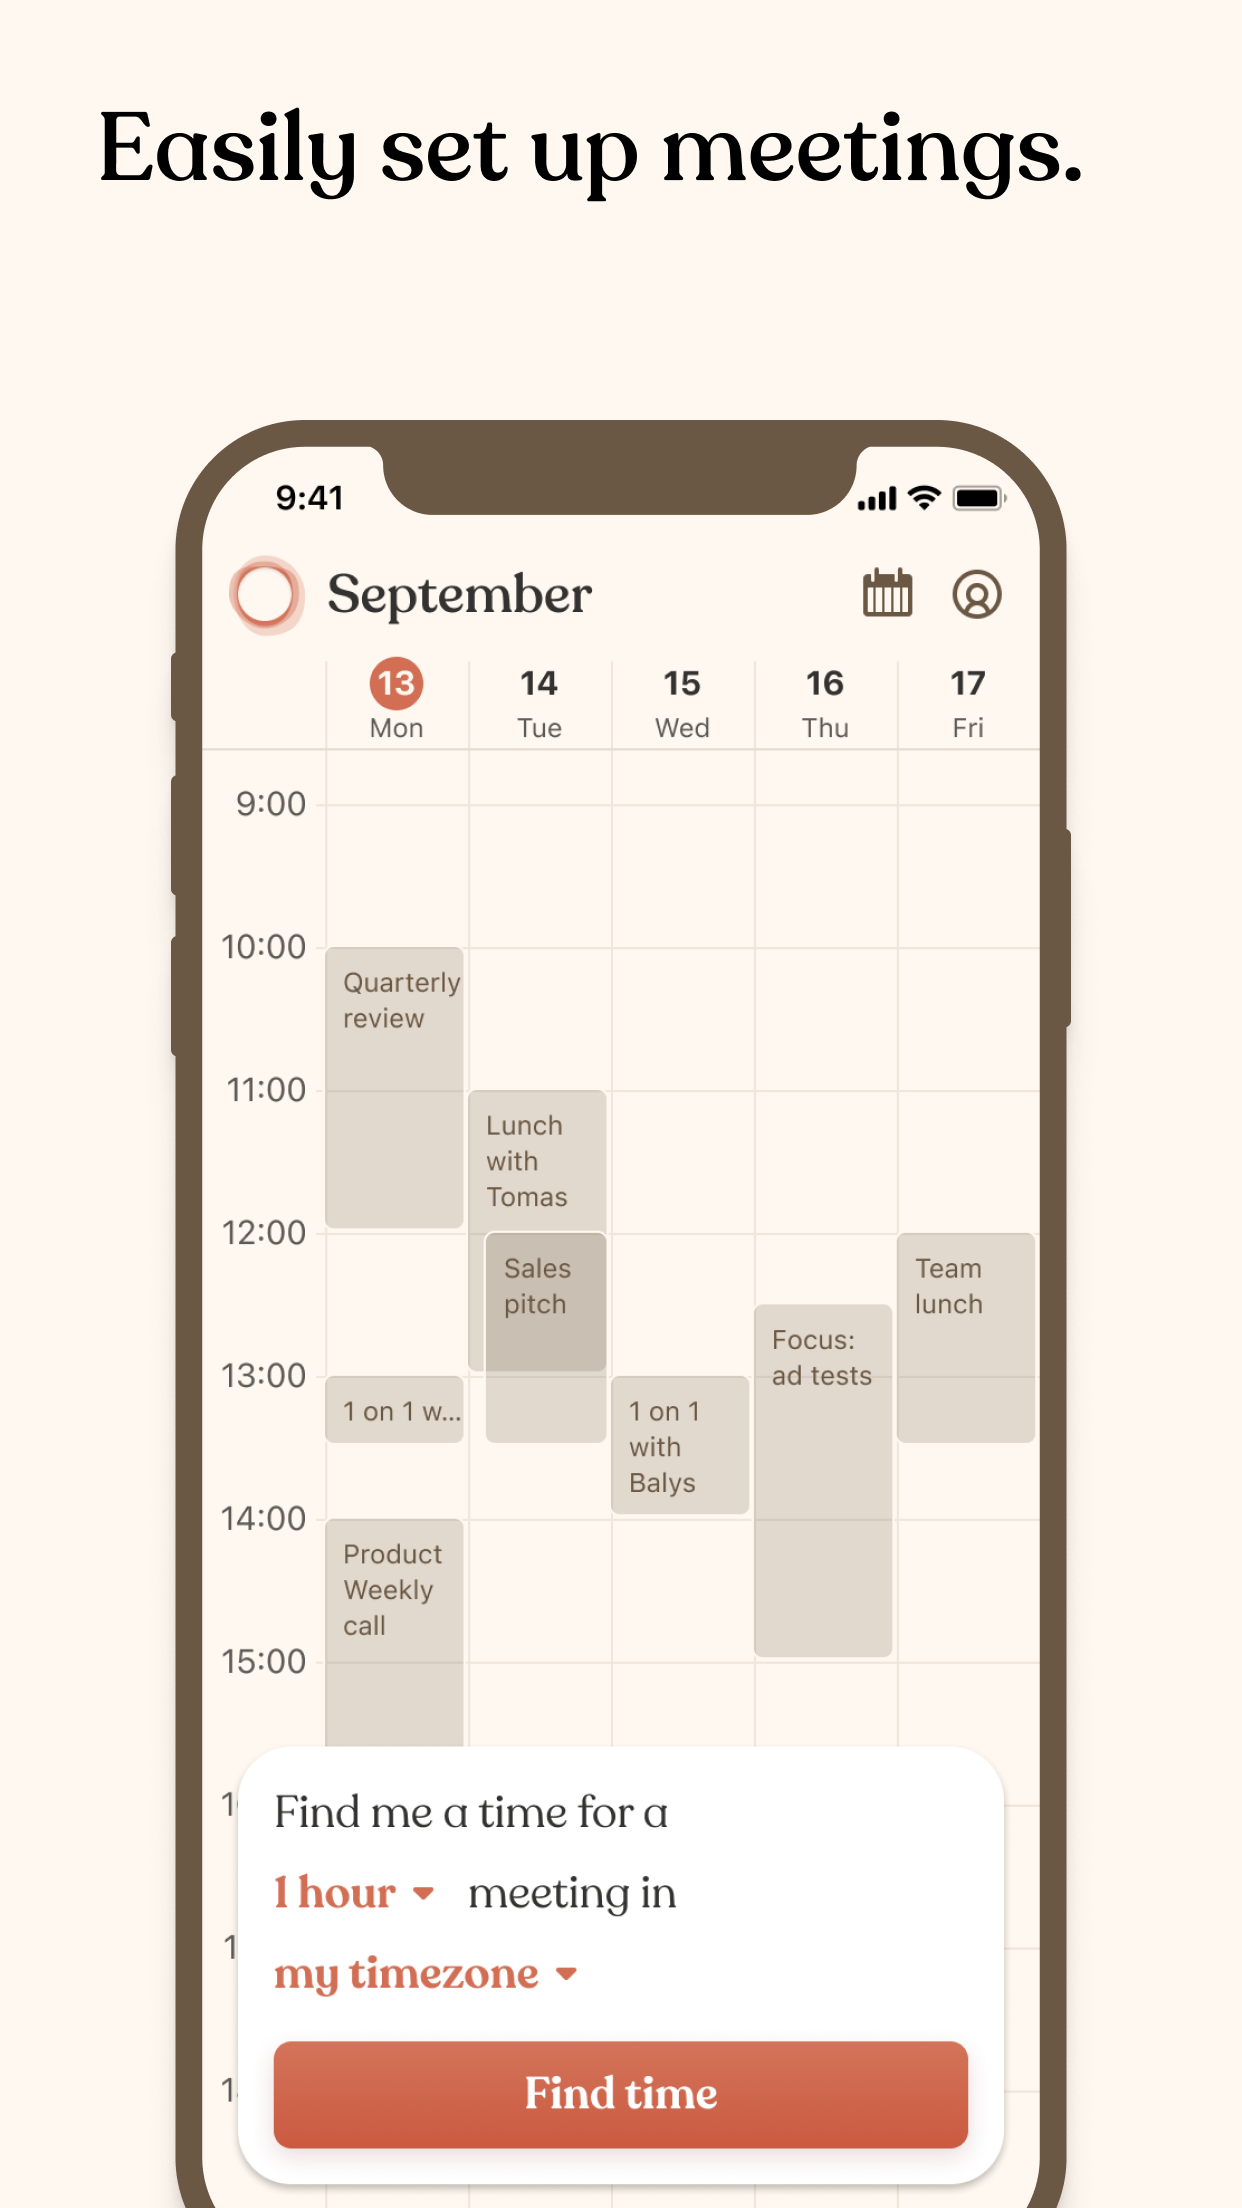 Easily set up meetings.
9:41
September
13
14
15
16
17
Mon
Tue
Wed
Thu
Fri
9:00
10:00
Quarterly
review
11:00
Lunch
with
Tomas
12:00
Sales
pitch
Team
lunch
Focus:
ad tests
13:00
1 on 1 w...
1 on 1
with
Balys
14:00
Product
Weekly
call
15:00
Find me a time for a
1 hour meeting in
my timezone
Find time